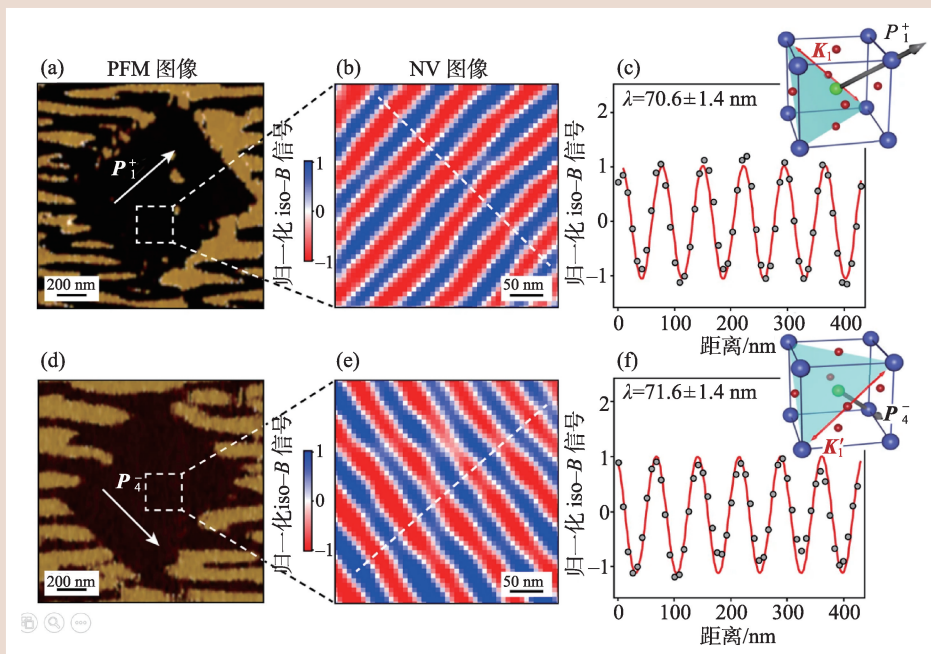 (a) PFM 图像
P₁⁺
200 nm
(b) NV 图像
归一化 iso–B 信号
1
0
−1
50 nm
(c)
λ=70.6±1.4 nm
K₁
P₁⁺
归一化 iso–B 信号
2
1
0
−1
0 100 200 300 400
距离/nm
(d)
P₄⁻
200 nm
(e)
归一化iso–B 信号
1
0
−1
50 nm
(f)
λ=71.6±1.4 nm
P₄⁻
K₁′
归一化 iso–B 信号
2
1
0
−1
0 100 200 300 400
距离/nm